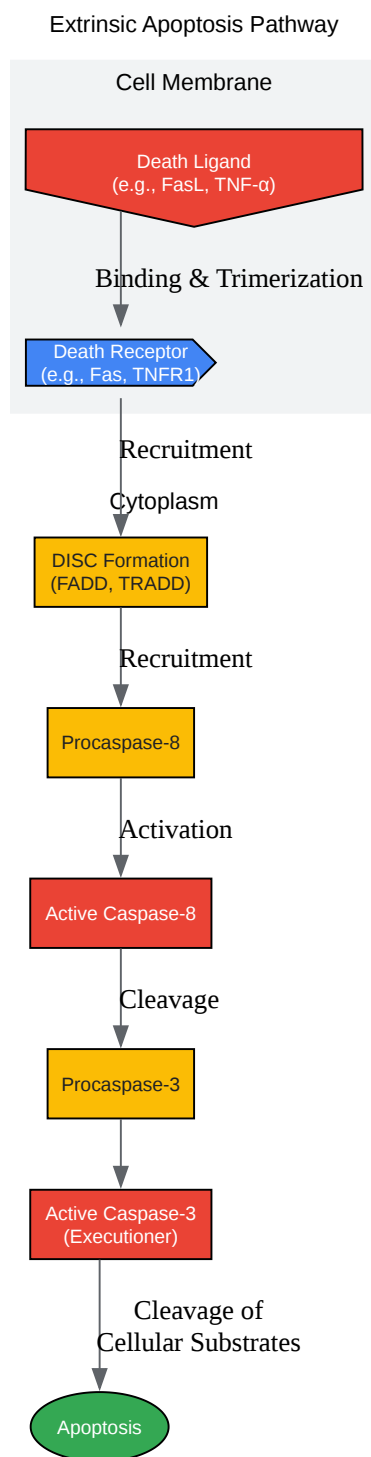 Extrinsic Apoptosis Pathway
Cell Membrane
Death Ligand
(e.g., FasL, TNF-α)
Binding & Trimerization
Death Receptor
(e.g., Fas, TNFR1)
Recruitment
Cytoplasm
DISC Formation
(FADD, TRADD)
Recruitment
Procaspase-8
Activation
Active Caspase-8
Cleavage
Procaspase-3
Active Caspase-3
(Executioner)
Cleavage of
Cellular Substrates
Apoptosis